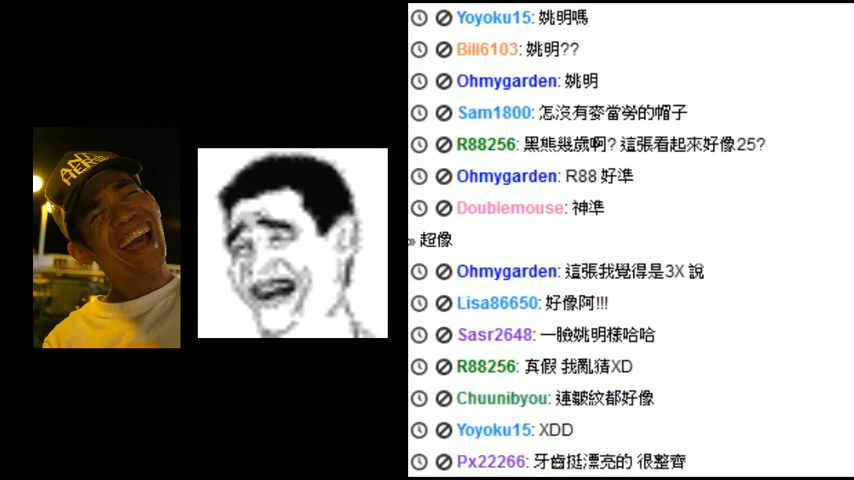 Yoyoku15: 姚明嗎
Bill6103: 姚明??
Ohmygarden: 姚明
Sam1800: 怎沒有麥當勞的帽子
R88256: 黑熊幾歲啊? 這張看起來好像25?
Ohmygarden: R88 好準
Doublemouse: 神準
» 超像
Ohmygarden: 這張我覺得是3X 說
Lisa86650: 好像阿!!!
Sasr2648: 一臉姚明樣哈哈
R88256: 真假 我亂猜XD
Chuunibyou: 連皺紋都好像
Yoyoku15: XDD
Px22266: 牙齒挺漂亮的 很整齊